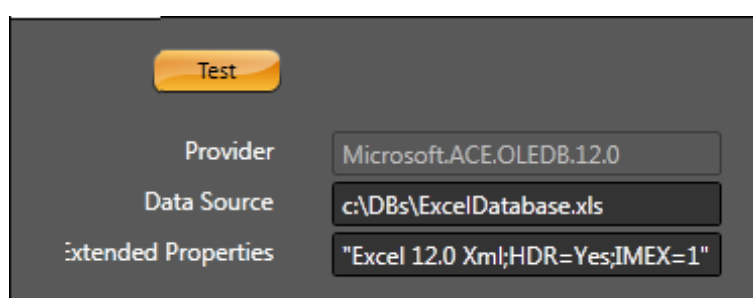 Test
Provider Microsoft.ACE.OLEDB.12.0
Data Source c:\DBs\ExcelDatabase.xls
Extended Properties "Excel 12.0 Xml;HDR=Yes;IMEX=1"